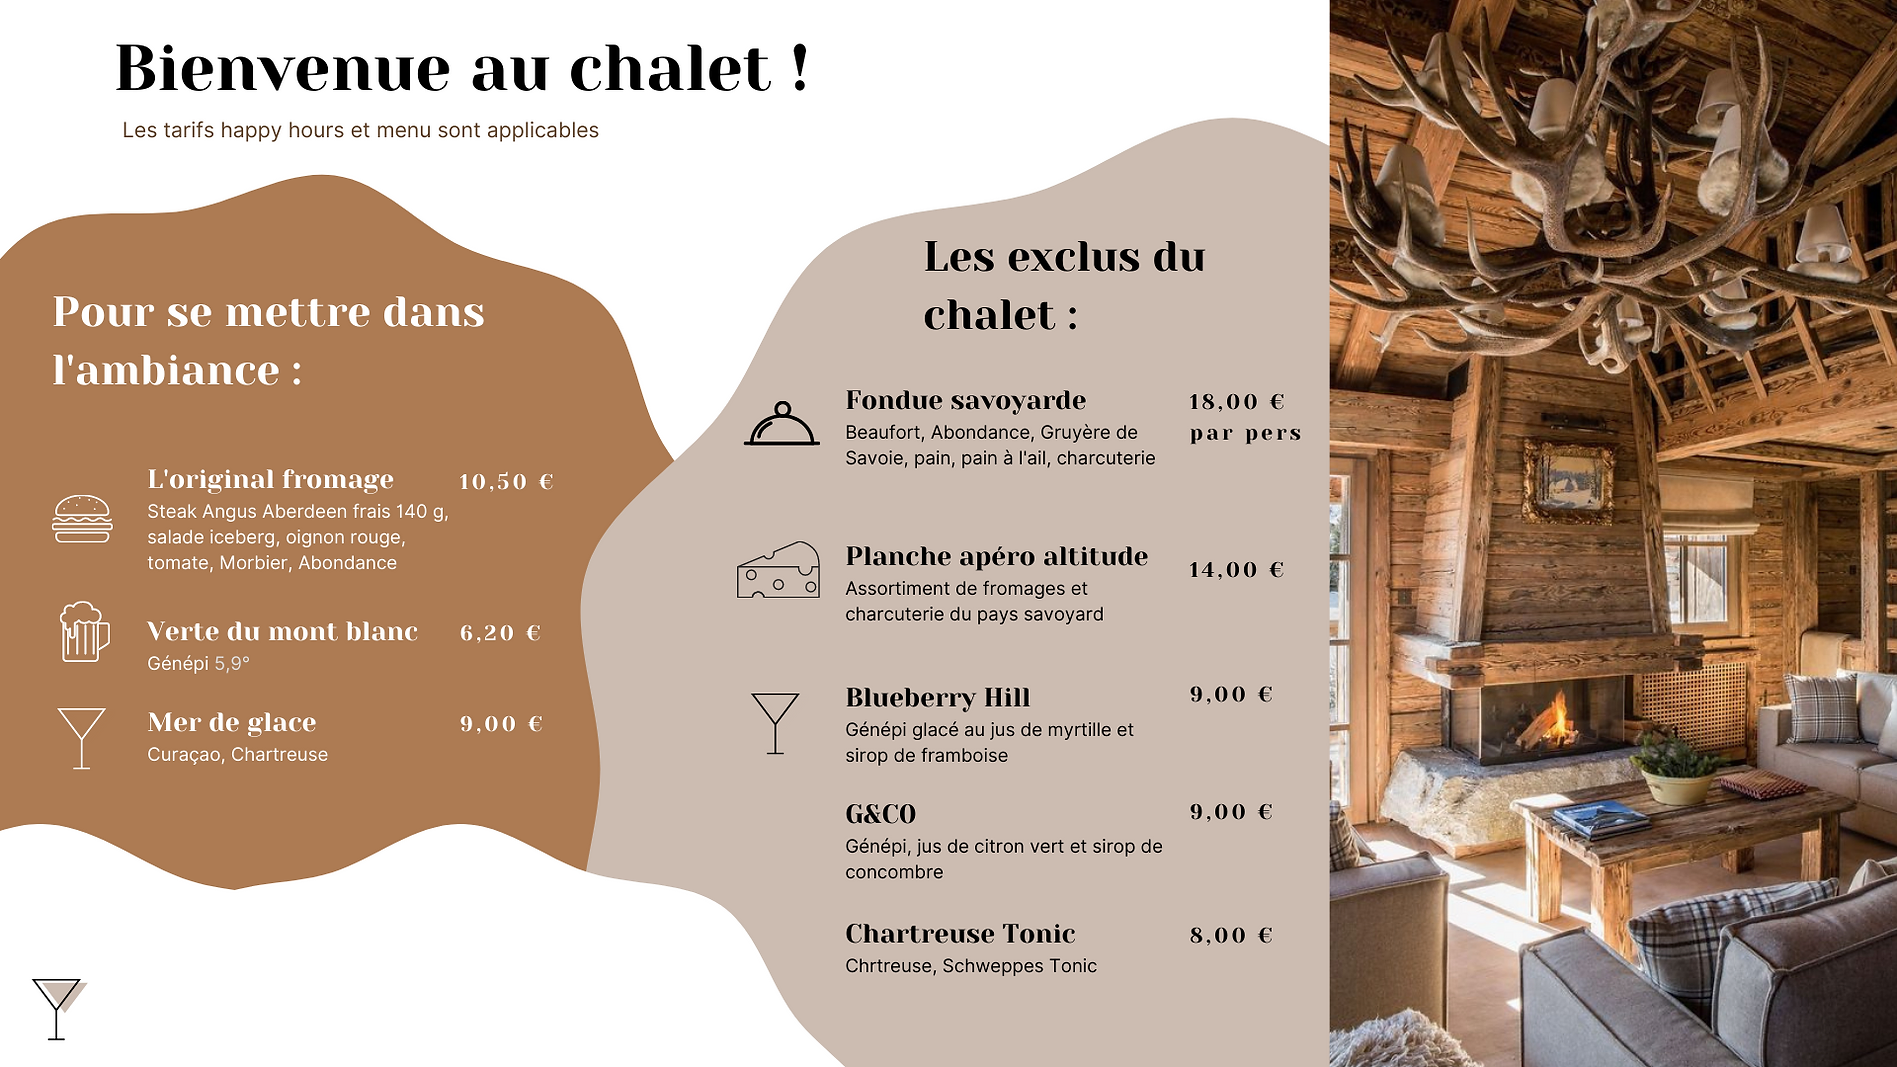 Bienvenue au chalet !
Les tarifs happy hours et menu sont applicables
Pour se mettre dans
l'ambiance :
L'original fromage 10,50 €
Steak Angus Aberdeen frais 140 g,
salade iceberg, oignon rouge,
tomate, Morbier, Abondance
Verte du mont blanc 6,20 €
Génépi 5,9°
Mer de glace 9,00 €
Curaçao, Chartreuse
Les exclus du
chalet :
Fondue savoyarde 18,00 €
par pers
Beaufort, Abondance, Gruyère de
Savoie, pain, pain à l'ail, charcuterie
Planche apéro altitude 14,00 €
Assortiment de fromages et
charcuterie du pays savoyard
Blueberry Hill 9,00 €
Génépi glacé au jus de myrtille et
sirop de framboise
G&CO 9,00 €
Génépi, jus de citron vert et sirop de
concombre
Chartreuse Tonic 8,00 €
Chrtreuse, Schweppes Tonic